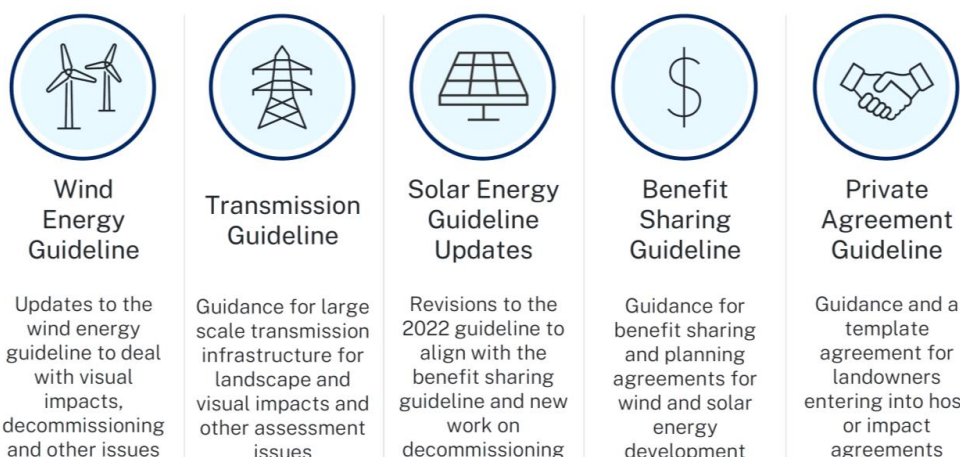 Wind
Energy
Guideline
Updates to the
wind energy
guideline to deal
with visual
impacts,
decommissioning
and other issues
Transmission
Guideline
Guidance for large
scale transmission
infrastructure for
landscape and
visual impacts and
other assessment
issues
Solar Energy
Guideline
Updates
Revisions to the
2022 guideline to
align with the
benefit sharing
guideline and new
work on
decommissioning
Benefit
Sharing
Guideline
Guidance for
benefit sharing
and planning
agreements for
wind and solar
energy
development
Private
Agreement
Guideline
Guidance and a
template
agreement for
landowners
entering into hos
or impact
agreements